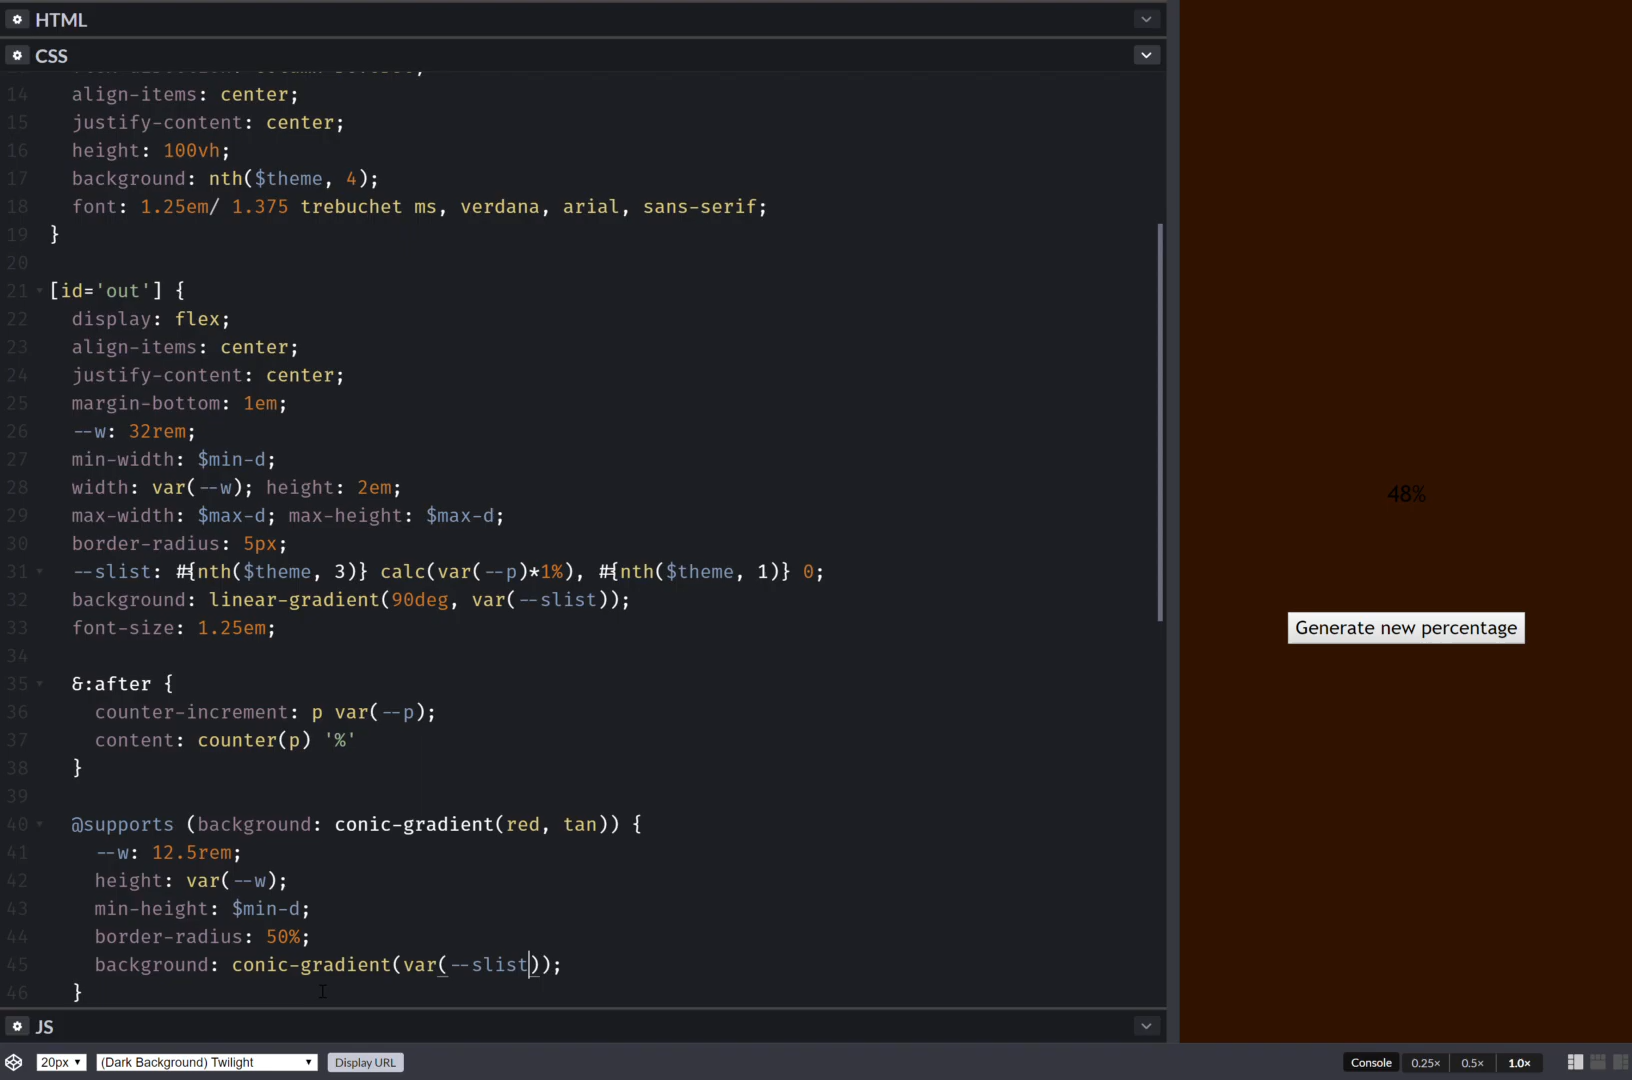 HTML
CSS
14 align-items: center;
15 justify-content: center;
16 height: 100vh;
17 background: nth($theme, 4);
18 font: 1.25em/ 1.375 trebuchet ms, verdana, arial, sans-serif;
19 }
20
21 [id='out'] {
22 display: flex;
23 align-items: center;
24 justify-content: center;
25 margin-bottom: 1em;
26 --w: 32rem;
27 min-width: $min-d;
28 width: var(--w); height: 2em;
29 max-width: $max-d; max-height: $max-d;
30 border-radius: 5px;
31 --slist: #{nth($theme, 3)} calc(var(--p)*1%), #{nth($theme, 1)} 0;
32 background: linear-gradient(90deg, var(--slist));
33 font-size: 1.25em;
34
35 &:after {
36 counter-increment: p var(--p);
37 content: counter(p) '%'
38 }
39
40 @supports (background: conic-gradient(red, tan)) {
41 --w: 12.5rem;
42 height: var(--w);
43 min-height: $min-d;
44 border-radius: 50%;
45 background: conic-gradient(var(--slist));
46 }
48%
Generate new percentage
JS
20px (Dark Background) Twilight Display URL Console 0.25× 0.5× 1.0×